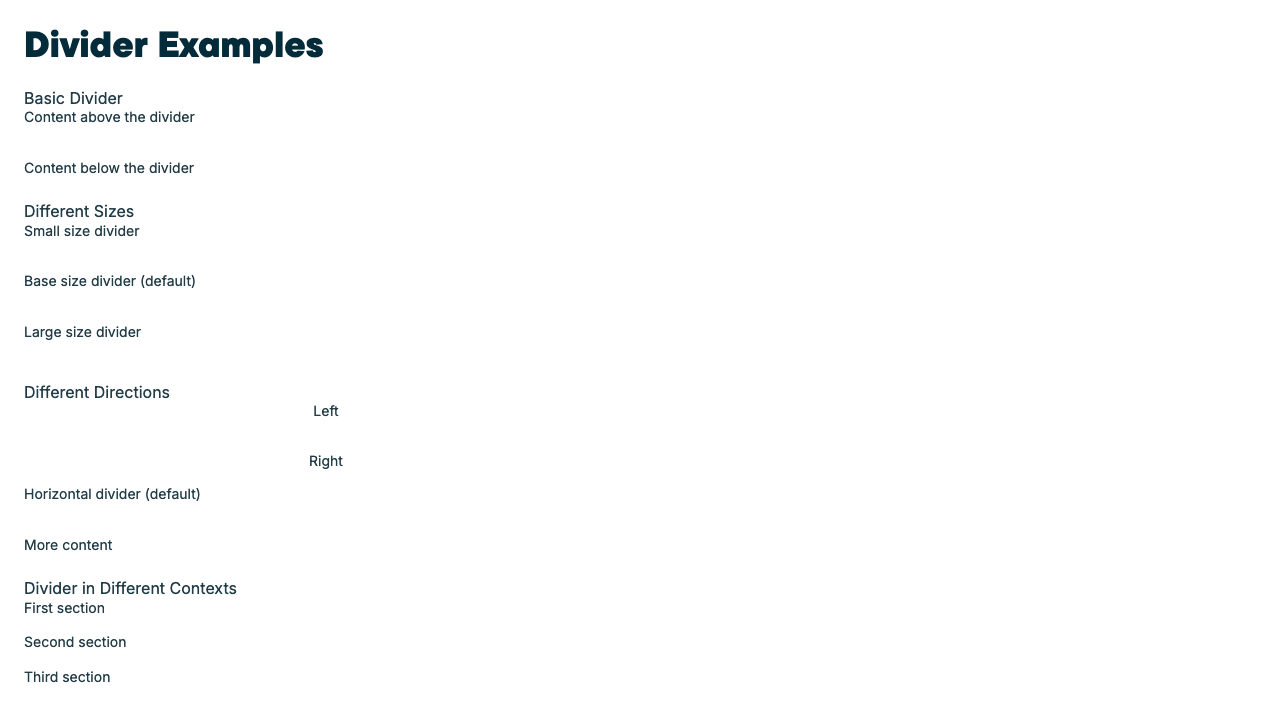 Divider Examples
Basic Divider
Content above the divider
Content below the divider
Different Sizes
Small size divider
Base size divider (default)
Large size divider
Different Directions
Left
Right
Horizontal divider (default)
More content
Divider in Different Contexts
First section
Second section
Third section